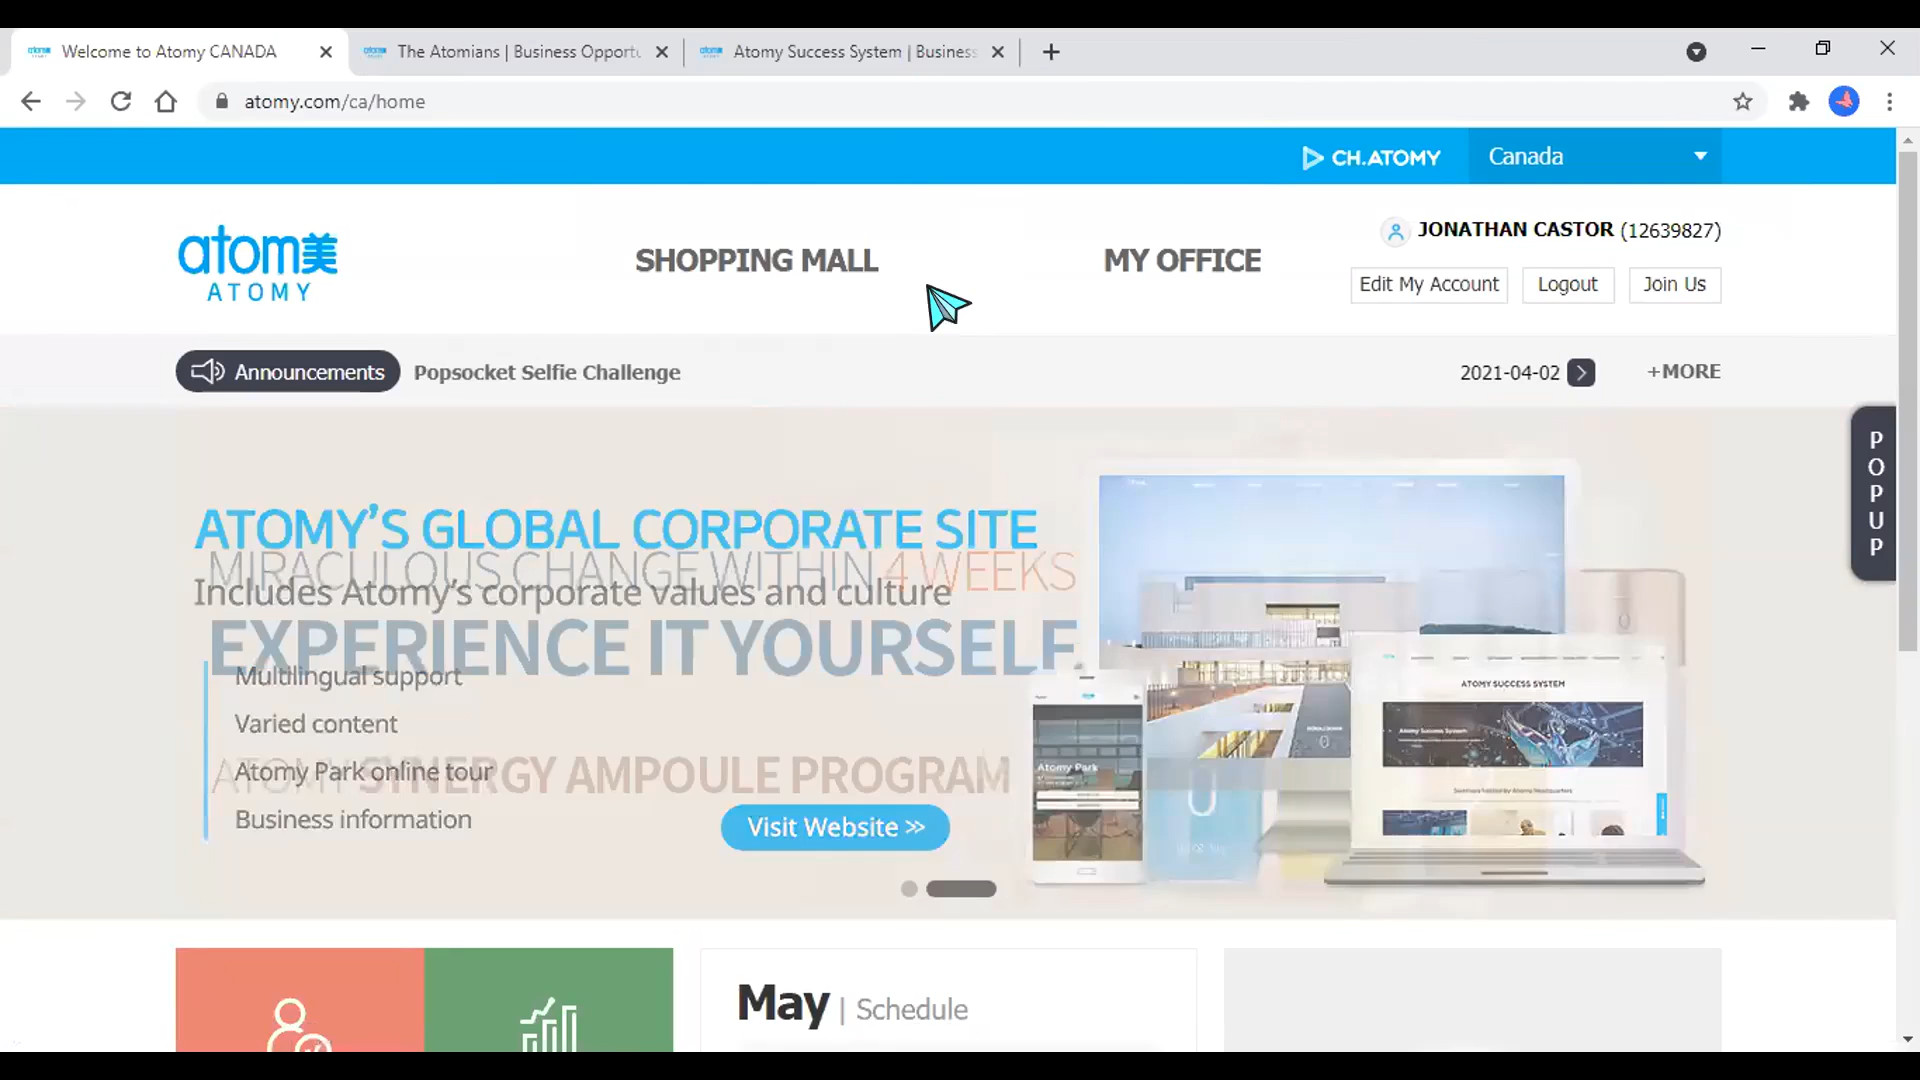 Welcome to Atomy CANADA
The Atomians | Business Opportu
Atomy Success System | Business
atomy.com/ca/home
CH.ATOMY
Canada
atom美
ATOMY
SHOPPING MALL
MY OFFICE
JONATHAN CASTOR (12639827)
Edit My Account
Logout
Join Us
Announcements
Popsocket Selfie Challenge
2021-04-02
+MORE
POPUP
ATOMY'S GLOBAL CORPORATE SITE
MIRACULOUS CHANGE WITHIN 4 WEEKS
Includes Atomy's corporate values and culture
EXPERIENCE IT YOURSELF.
Multilingual support
Varied content
ATOMY SYNERGY AMPOULE PROGRAM
Atomy Park online tour
Business information
Visit Website >>
Atomy Park
ATOMY SUCCESS SYSTEM
Atomy Success System
May | Schedule